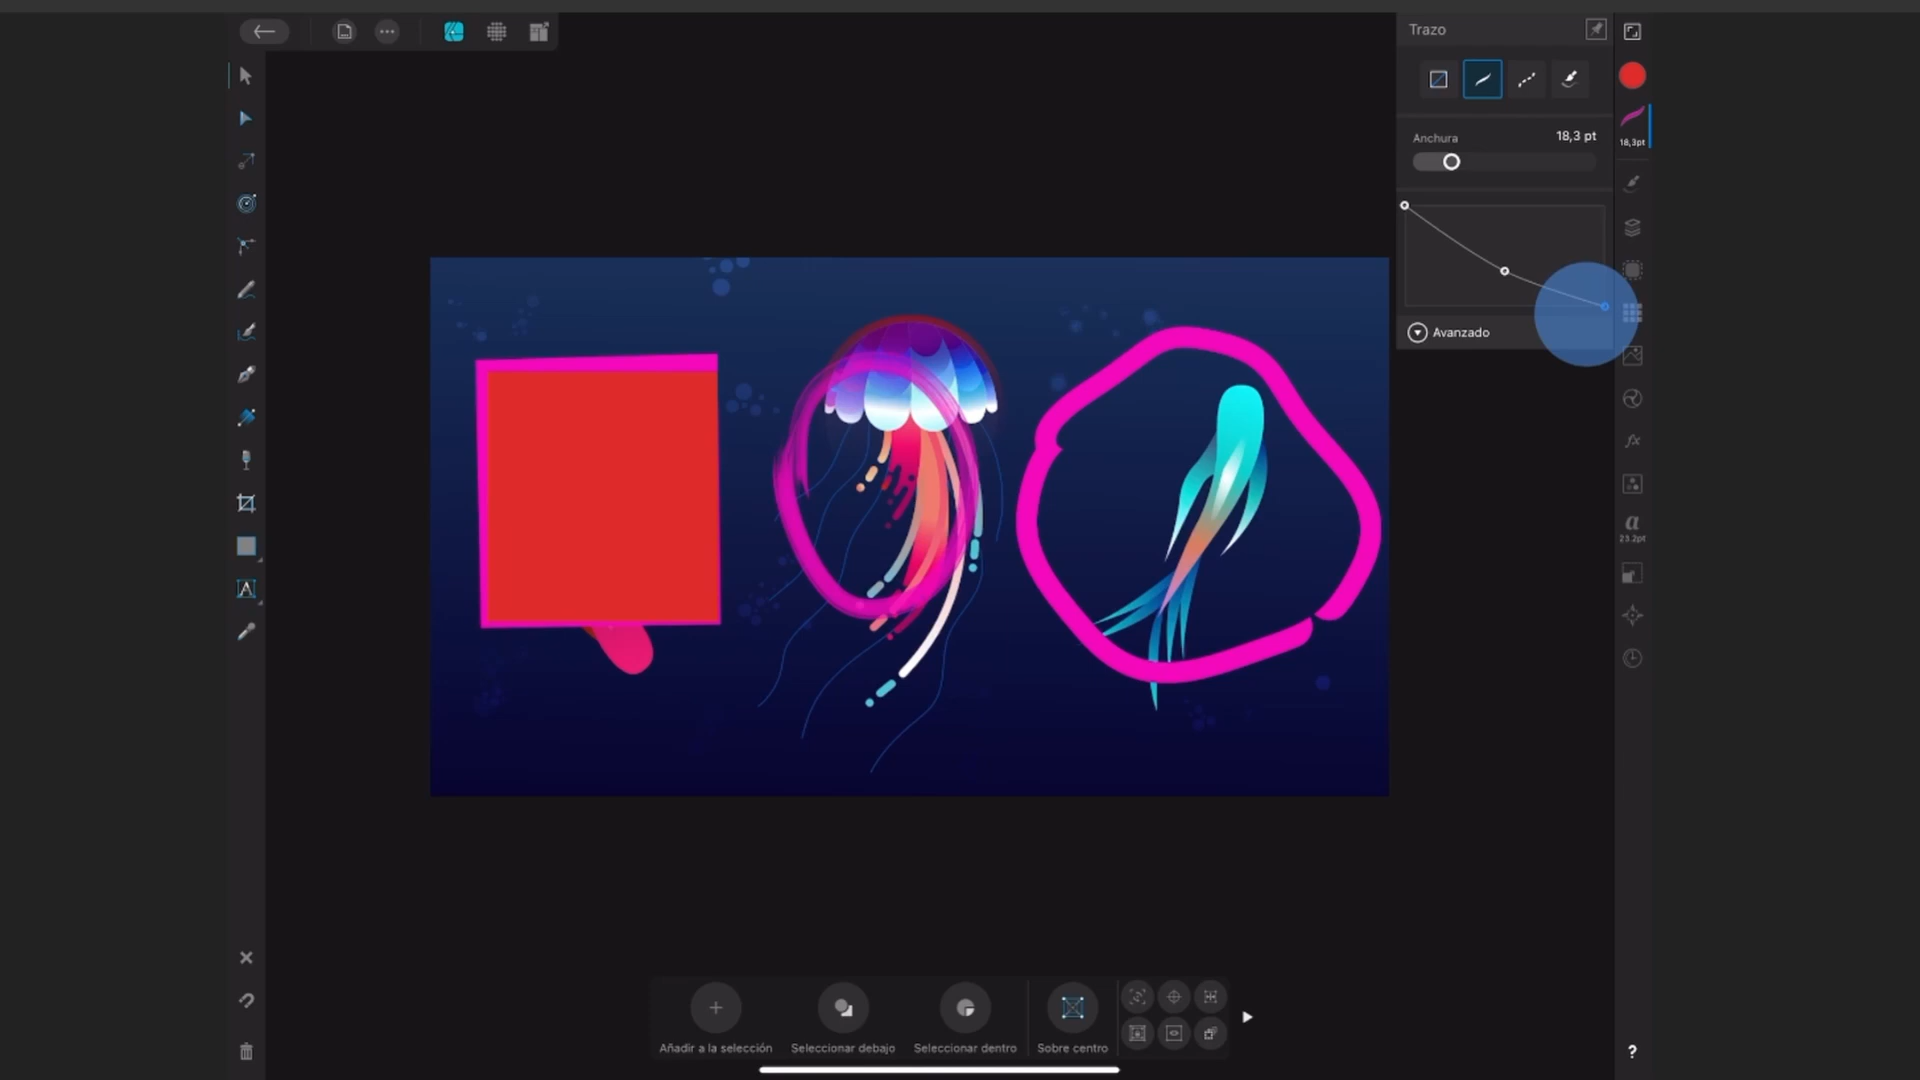 Trazo
Anchura
18,3 pt
18,3pt
Avanzado
fx
a
23.2pt
A
Añadir a la selección
Seleccionar debajo
Seleccionar dentro
Sobre centro
?